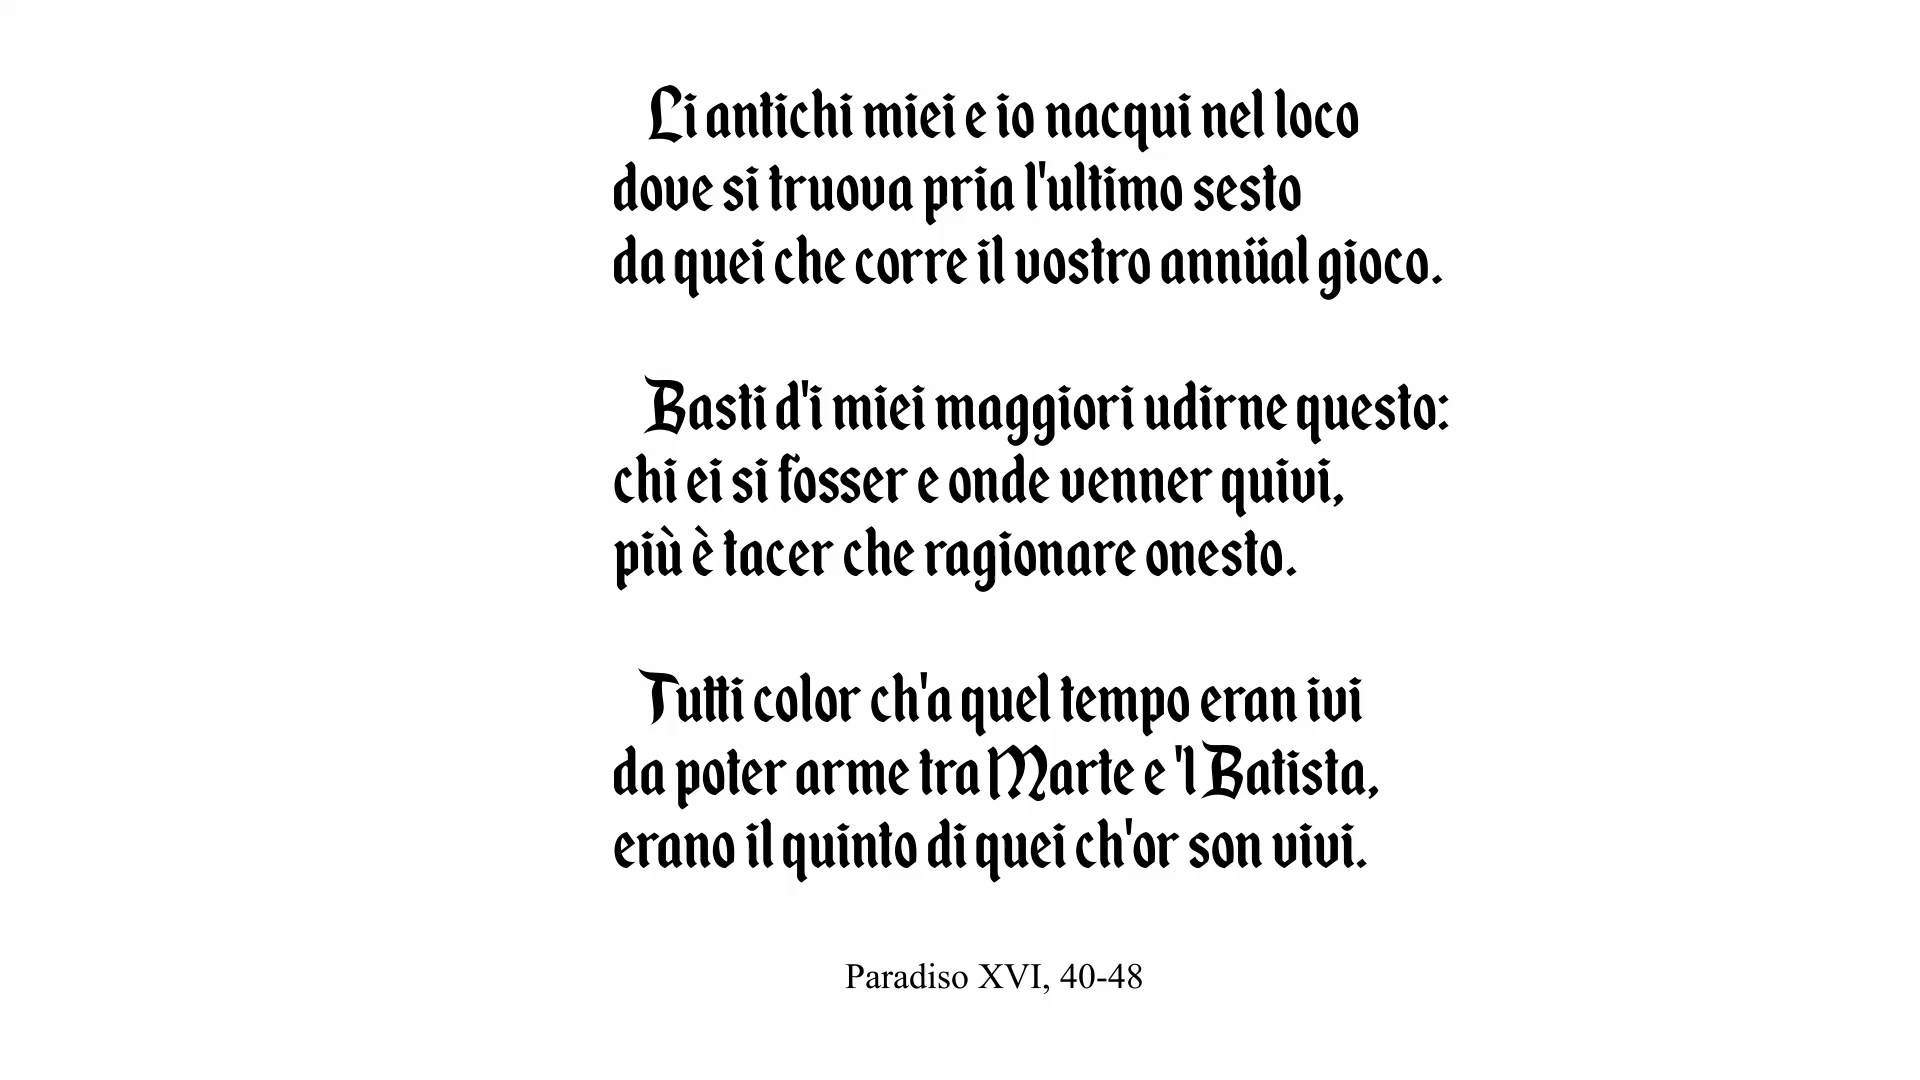 Li antichi miei e io nacqui nel loco
dove si truova pria l'ultimo sesto
da quei che corre il vostro annüal gioco.
Basti d'i miei maggiori udirne questo:
chi ei si fosser e onde venner quivi,
più è tacer che ragionare onesto.
Tutti color ch'a quel tempo eran ivi
da poter arme tra Marte e 'l Batista,
erano il quinto di quei ch'or son vivi.
Paradiso XVI, 40-48